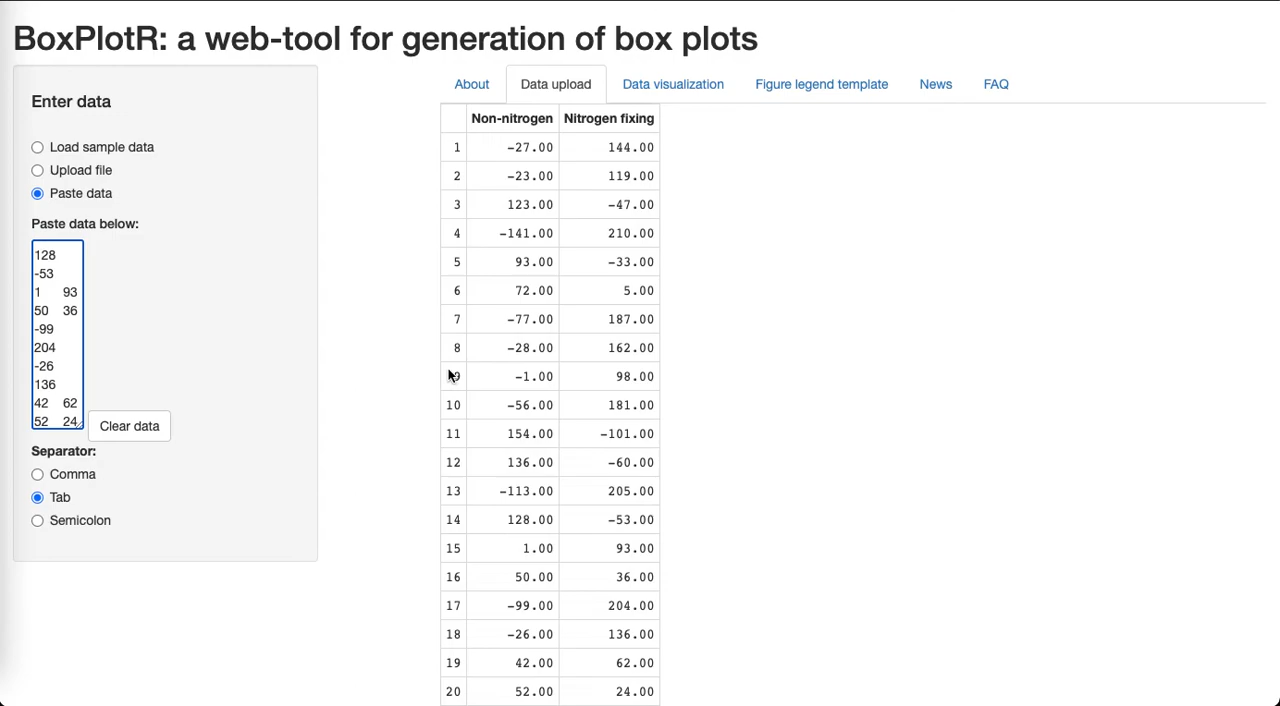 BoxPlotR: a web-tool for generation of box plots
Enter data
Load sample data
Upload file
Paste data
Paste data below:
128
-53
1 93
50 36
-99
204
-26
136
42 62
52 24
Clear data
Separator:
Comma
Tab
Semicolon
About Data upload Data visualization Figure legend template News FAQ
Non-nitrogen Nitrogen fixing
1 -27.00 144.00
2 -23.00 119.00
3 123.00 -47.00
4 -141.00 210.00
5 93.00 -33.00
6 72.00 5.00
7 -77.00 187.00
8 -28.00 162.00
-1.00 98.00
10 -56.00 181.00
11 154.00 -101.00
12 136.00 -60.00
13 -113.00 205.00
14 128.00 -53.00
15 1.00 93.00
16 50.00 36.00
17 -99.00 204.00
18 -26.00 136.00
19 42.00 62.00
20 52.00 24.00